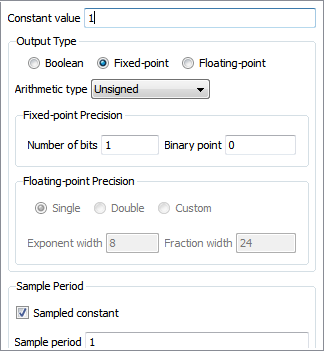 Constant value 1
Output Type
Boolean Fixed-point Floating-point
Arithmetic type Unsigned
Fixed-point Precision
Number of bits 1 Binary point 0
Floating-point Precision
Single Double Custom
Exponent width 8 Fraction width 24
Sample Period
Sampled constant
Sample period 1